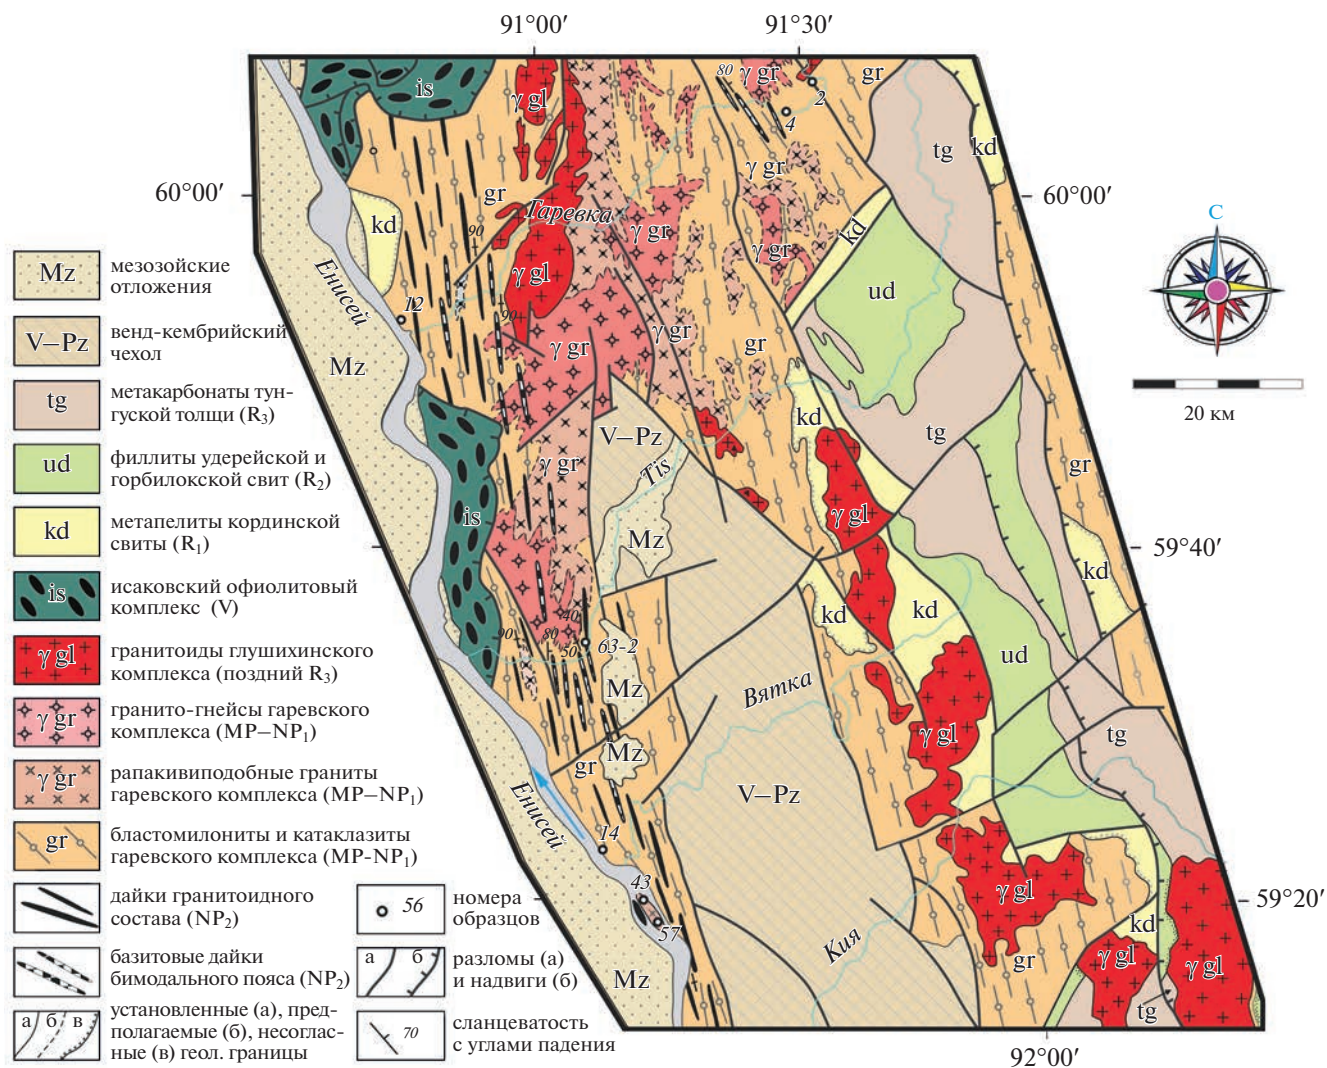 91°00′
91°30′
60°00′
60°00′
59°40′
59°20′
92°00′
С
20 км
is
γ gl
γ gr
gr
80
2
4
tg
kd
gr
γ gr
kd
Гаревка
90
γ gr
kd
γ gr
Енисей
γ gl
ud
12
90
γ gr
γ gr
gr
Mz
V–Pz
kd
tg
gr
γ gr
Tis
is
Mz
γ gl
kd
kd
kd
40
90
80
50
63-2
ud
Mz
Вятка
Mz
gr
γ gl
tg
V–Pz
Енисей
14
43
57
γ gl
Кия
kd
gr
γ gl
γ gl
Mz
tg
Mz
мезозойские
отложения
V–Pz
венд-кембрийский
чехол
tg
метакарбонаты тун-
гуской толщи (R3)
ud
филлиты удерейской и
горбилокской свит (R2)
kd
метапелиты кординской
свиты (R1)
is
исаковский офиолитовый
комплекс (V)
γ gl
гранитоиды глушихинского
комплекса (поздний R3)
γ gr
гранито-гнейсы гаревского
комплекса (MP–NP1)
γ gr
рапакивиподобные граниты
гаревского комплекса (MP–NP1)
gr
бластомилониты и катаклазиты
гаревского комплекса (MP-NP1)
дайки гранитоидного
состава (NP2)
базитовые дайки
бимодального пояса (NP2)
а б в
установленные (а), пред-
полагаемые (б), несоглас-
ные (в) геол. границы
56
номера
образцов
а б
разломы (а)
и надвиги (б)
70
сланцеватость
с углами падения